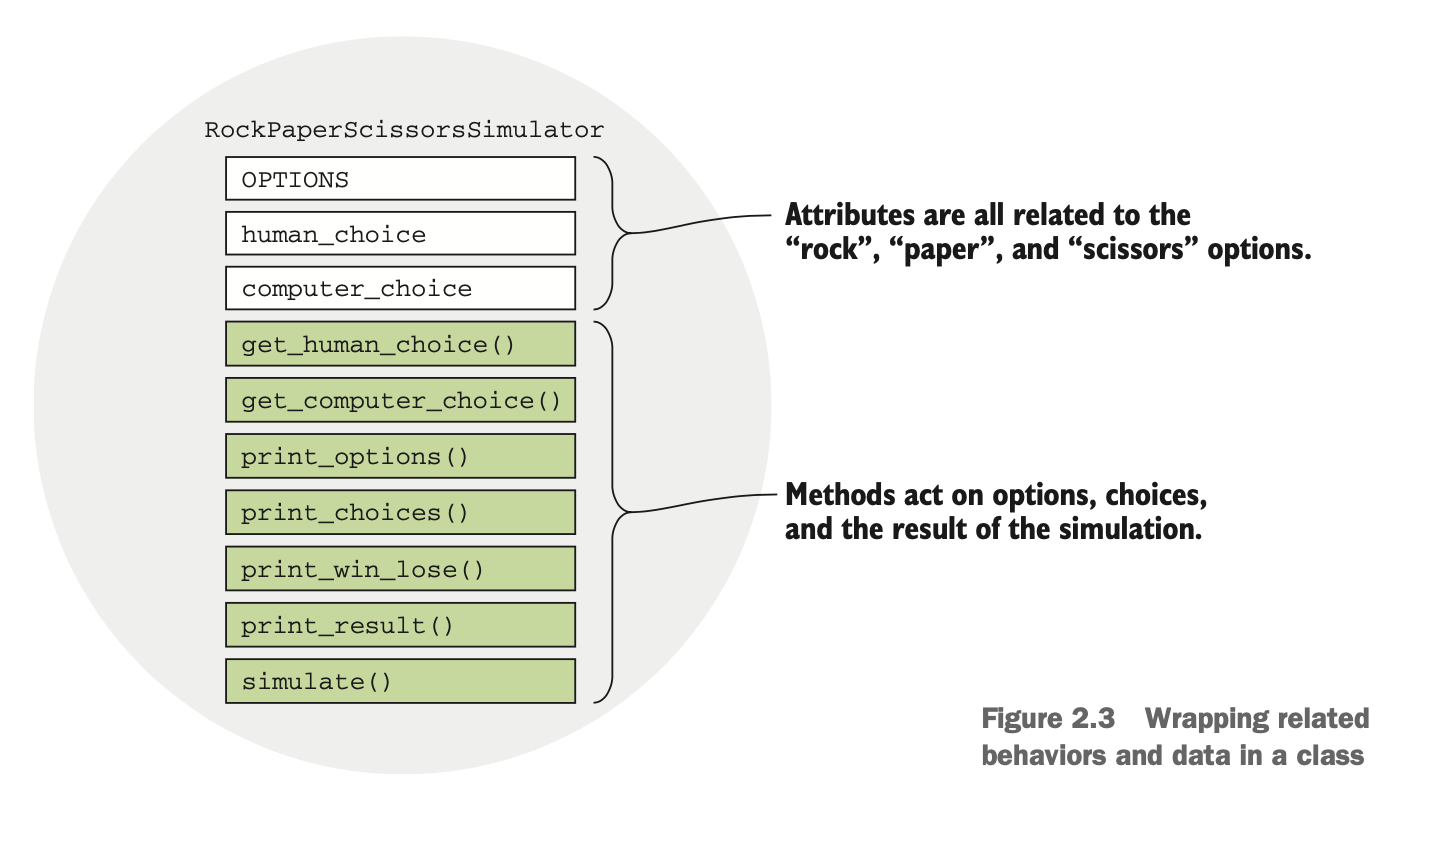 RockPaperScissorsSimulator
OPTIONS
human_choice
computer_choice
get_human_choice()
get_computer_choice()
print_options()
print_choices()
print_win_lose()
print_result()
simulate()
Attributes are all related to the
“rock”, “paper”, and “scissors” options.
Methods act on options, choices,
and the result of the simulation.
Figure 2.3 Wrapping related
behaviors and data in a class